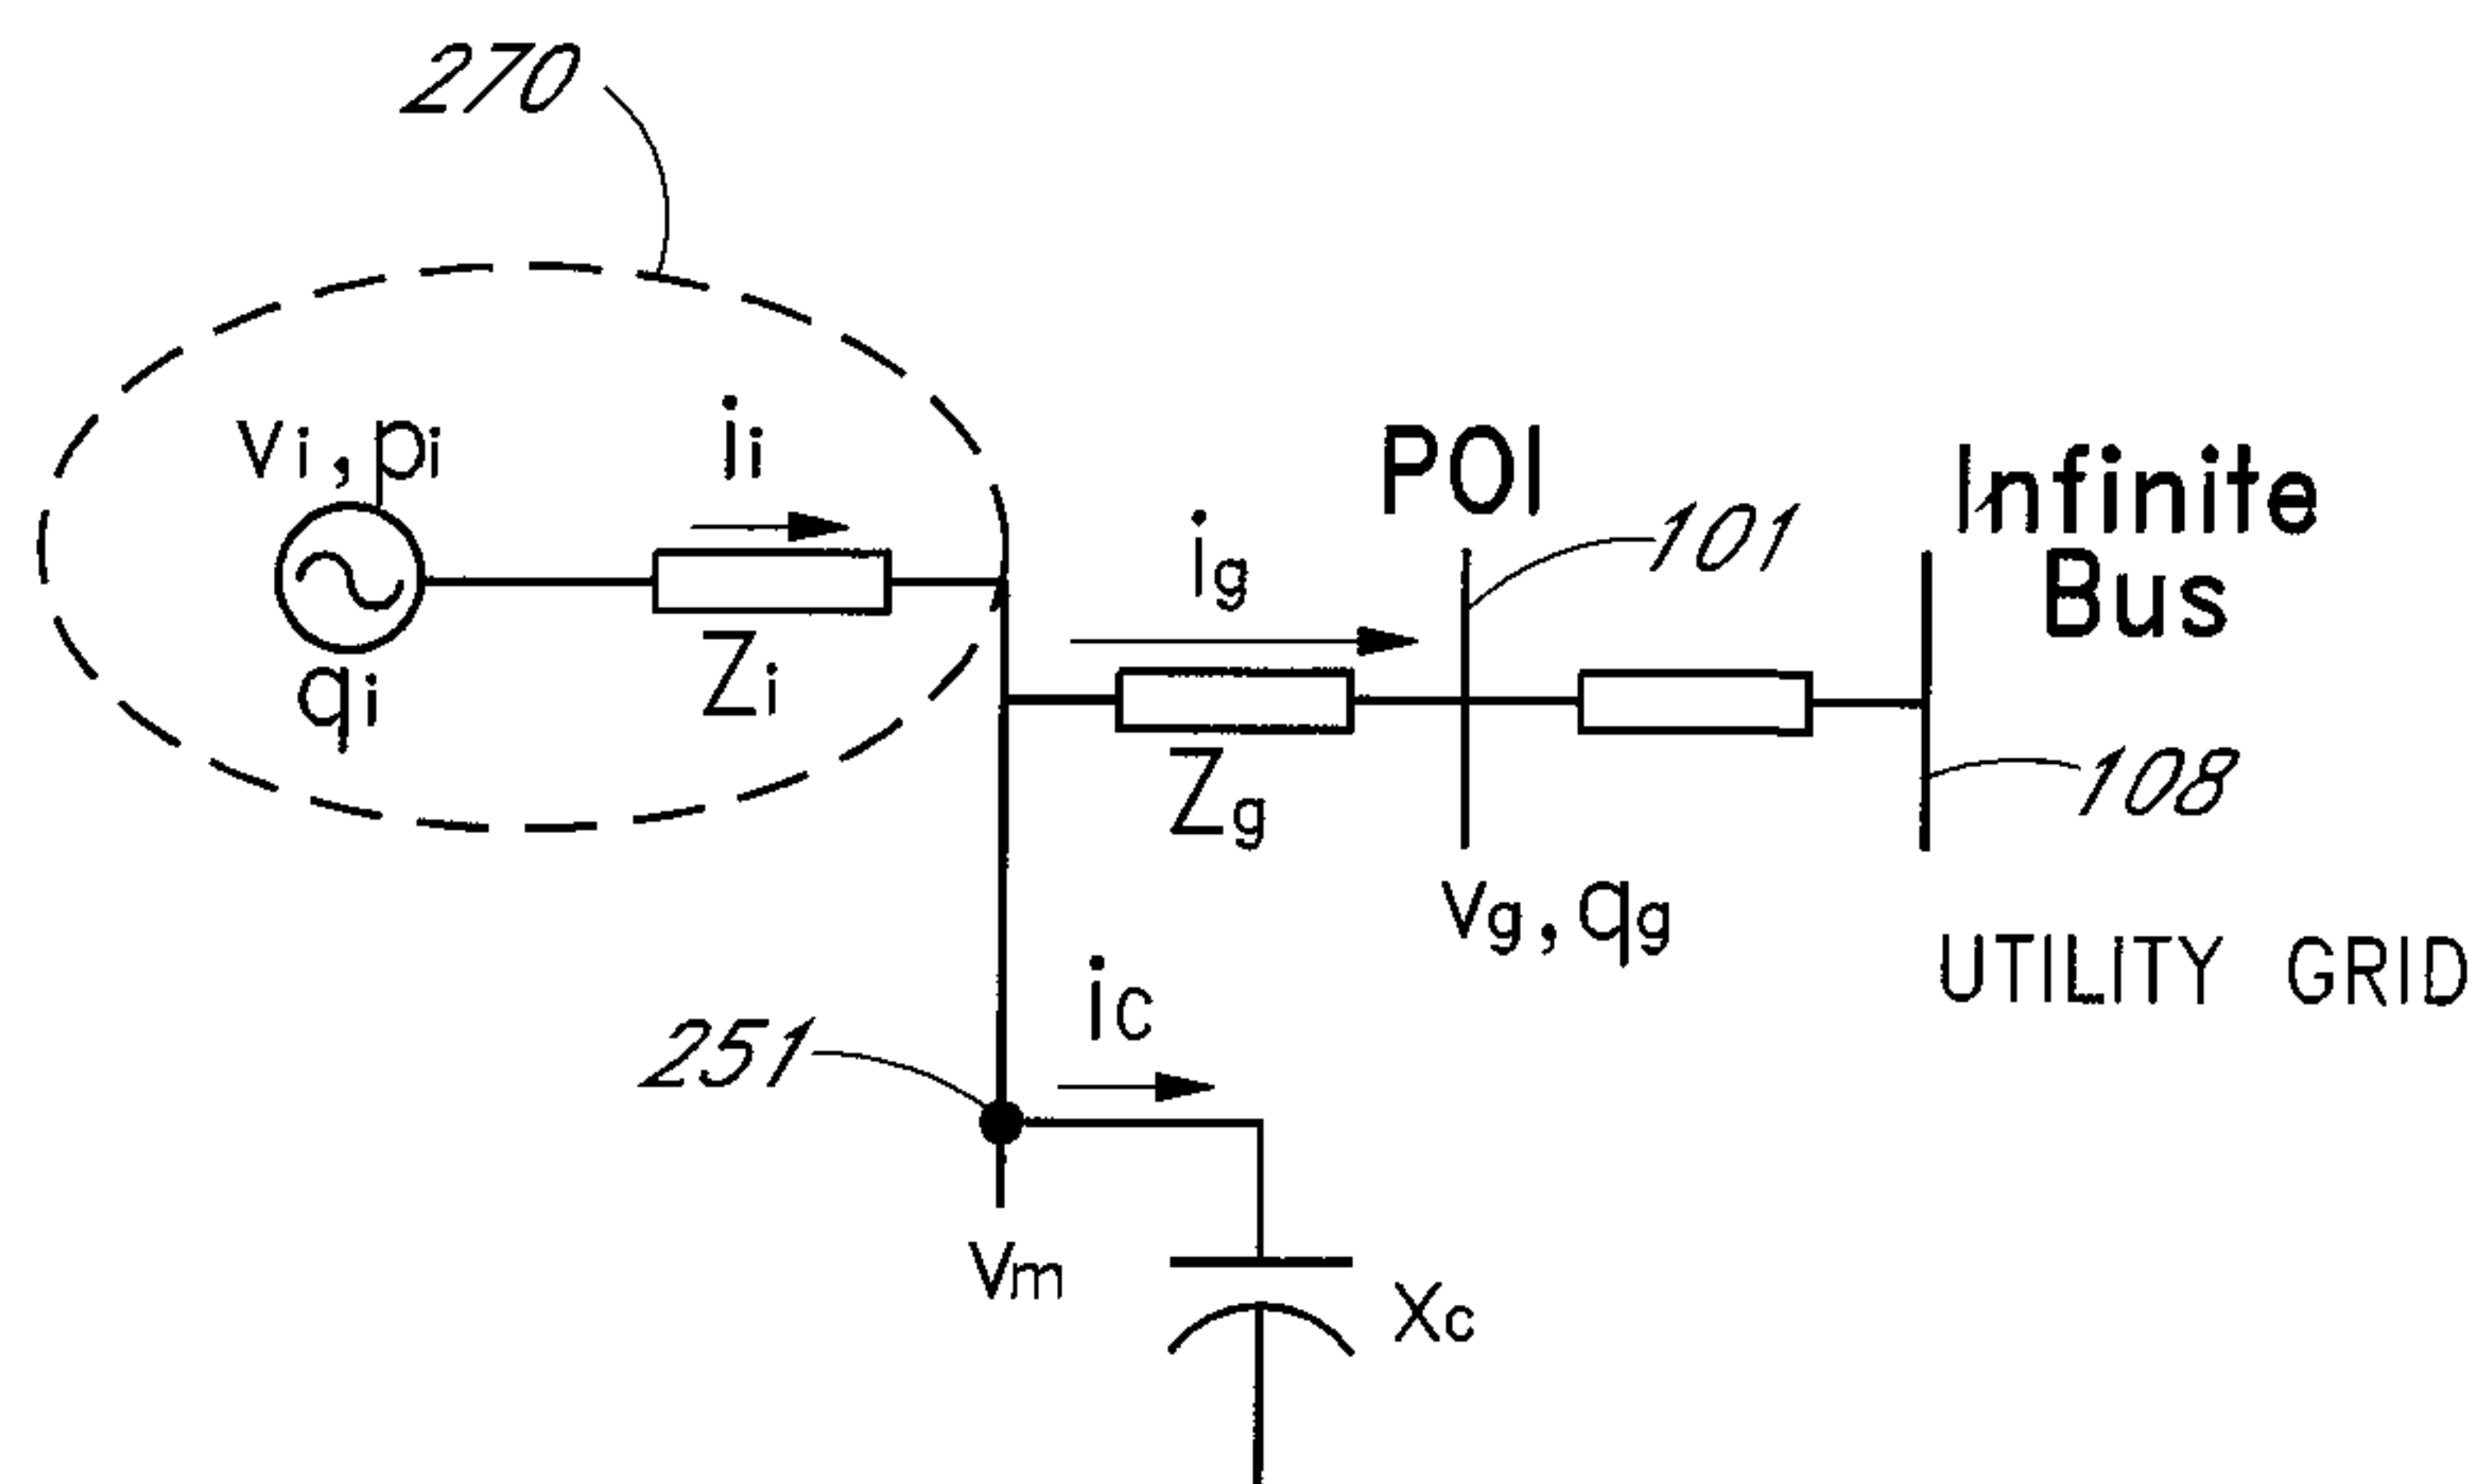 270
vi,pi
ii
qi
Zi
ig
Zg
POI
101
Infinite
Bus
108
vg,qg
UTILITY GRID
251
ic
vm
xc